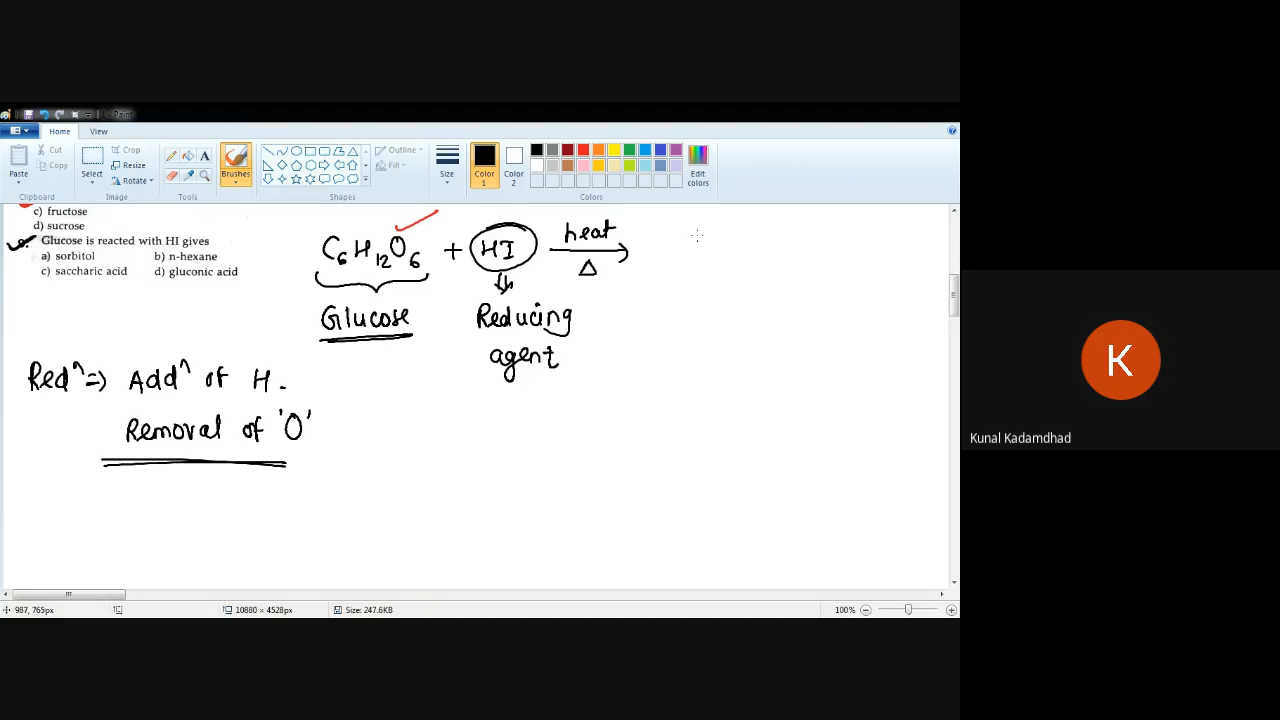 Paint
Home View
Cut
Copy
Paste
Clipboard
Select
Crop
Resize
Rotate
Image
A
Tools
Brushes
Outline
Fill
Shapes
Size
Color
1
Color
2
Edit
colors
Colors
c) fructose
d) sucrose
Glucose is reacted with HI gives
a) sorbitol b) n-hexane
c) saccharic acid d) gluconic acid
C6H12O6 + HI heat
Δ
Glucose Reducing
agent
Redⁿ ⇒ Addⁿ of H.
Removal of 'O'
987, 765px 10880 × 4528px Size: 247.6KB 100%
K
Kunal Kadamdhad